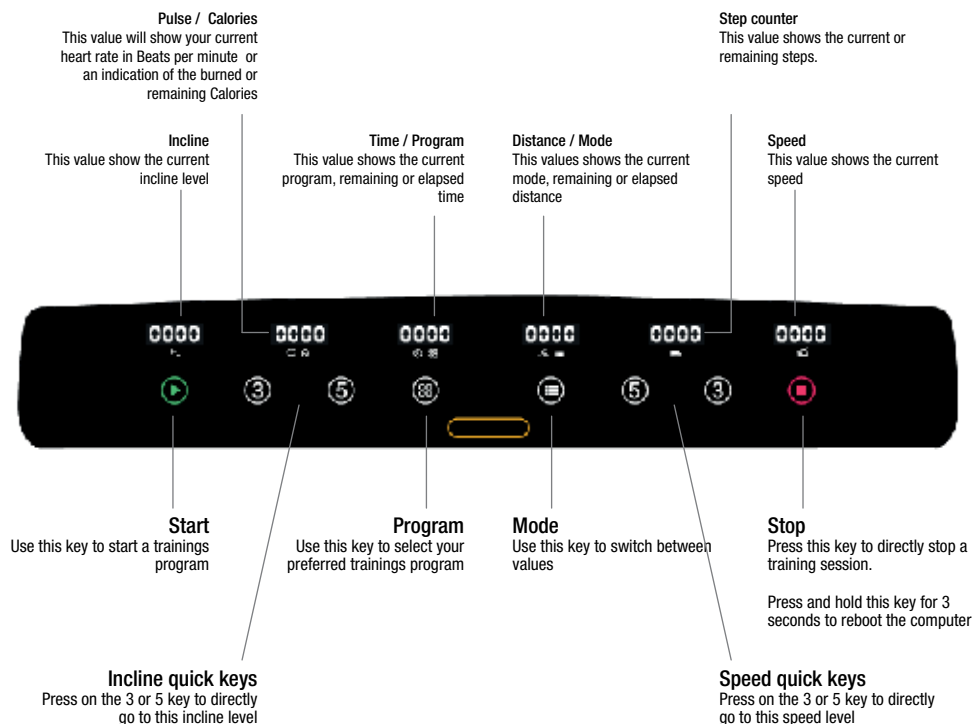 Pulse / Calories
This value will show your current
heart rate in Beats per minute or
an indication of the burned or
remaining Calories
Step counter
This value shows the current or
remaining steps.
Incline
This value show the current
incline level
Time / Program
This value shows the current
program, remaining or elapsed
time
Distance / Mode
This values shows the current
mode, remaining or elapsed
distance
Speed
This value shows the current
speed
0000 0000 0000 0000 0000 0000
3 5 5 3
Start
Use this key to start a trainings
program
Program
Use this key to select your
preferred trainings program
Mode
Use this key to switch between
values
Stop
Press this key to directly stop a
training session.
Press and hold this key for 3
seconds to reboot the computer
Incline quick keys
Press on the 3 or 5 key to directly
go to this incline level
Speed quick keys
Press on the 3 or 5 key to directly
go to this speed level